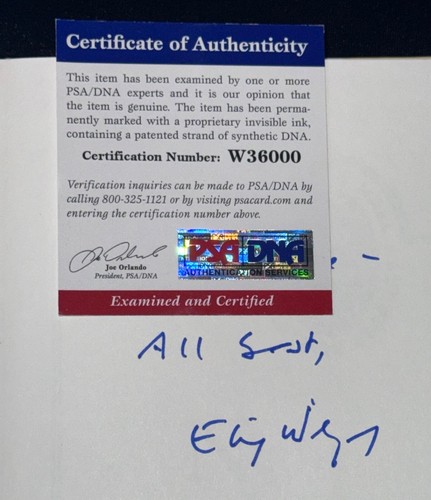 Certificate of Authenticity
This item has been examined by one or more
PSA/DNA experts and it is our opinion that
the item is genuine. The item has been perma-
nently marked with a proprietary invisible ink,
containing a patented strand of synthetic DNA.
Certification Number: W36000
Verification inquiries can be made to PSA/DNA by
calling 800-325-1121 or by visiting psacard.com and
entering the certification number above.
Joe Orlando
President, PSA/DNA
PSA DNA
AUTHENTICATION SERVICES
Examined and Certified
All